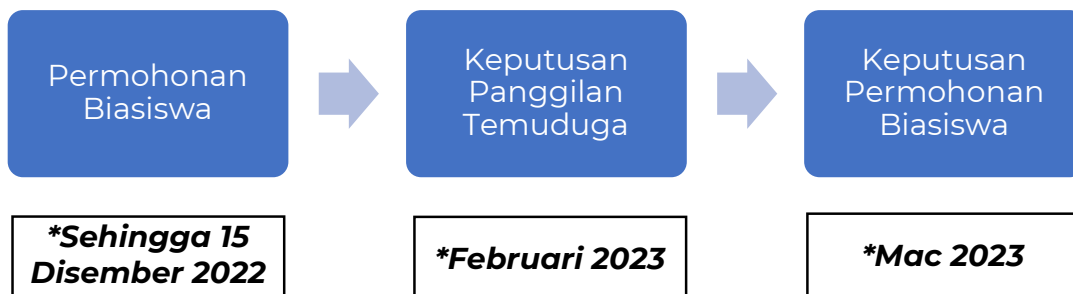 Permohonan
Biasiswa
Keputusan
Panggilan
Temuduga
Keputusan
Permohonan
Biasiswa
*Sehingga 15
Disember 2022
*Februari 2023
*Mac 2023